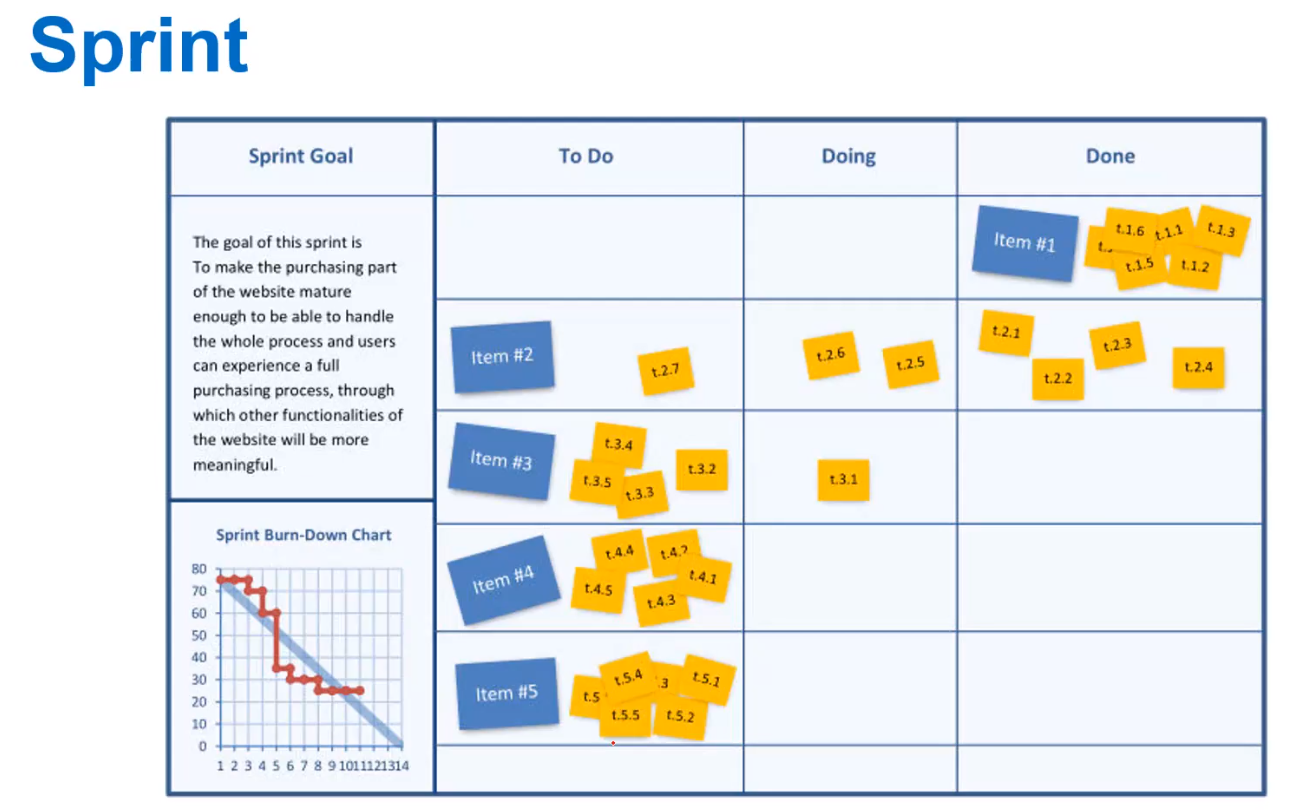 Sprint
Sprint Goal
To Do
Doing
Done
The goal of this sprint is
To make the purchasing part
of the website mature
enough to be able to handle
the whole process and users
can experience a full
purchasing process, through
which other functionalities of
the website will be more
meaningful.
Item #1
t.1.6
t.1.1
t.1.3
t.1.5
t.1.2
Item #2
t.2.7
t.2.6
t.2.5
t.2.1
t.2.2
t.2.3
t.2.4
Item #3
t.3.4
t.3.5
t.3.3
t.3.2
t.3.1
Item #4
t.4.4
t.4.2
t.4.5
t.4.3
t.4.1
Item #5
t.5
t.5.4
.3
t.5.1
t.5.5
t.5.2
Sprint Burn-Down Chart
80
70
60
50
40
30
20
10
0
1 2 3 4 5 6 7 8 9 1011121314